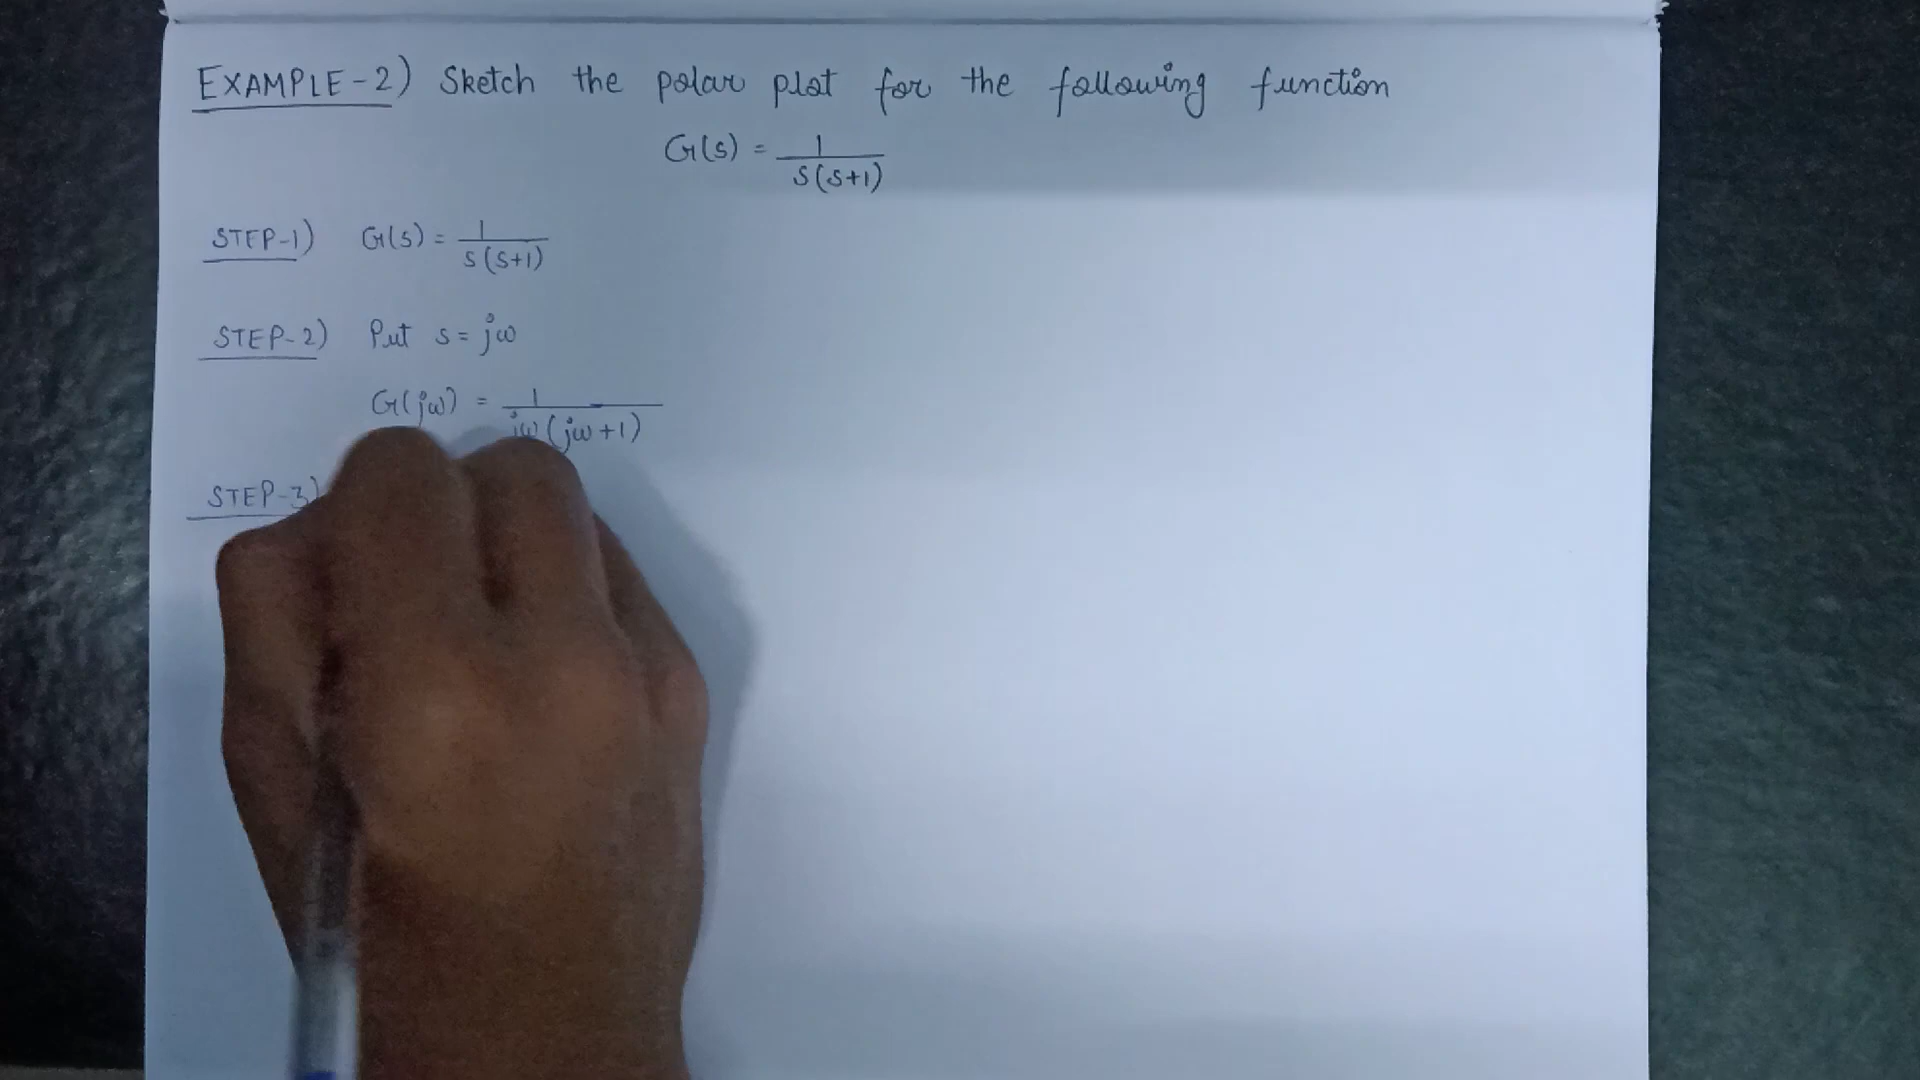 EXAMPLE-2) Sketch the polar plot for the following function
G(s) = 1/s(s+1)
STEP-1) G(s) = 1/s(s+1)
STEP-2) Put s = jω
G(jω) = 1/jω(jω+1)
STEP-3)